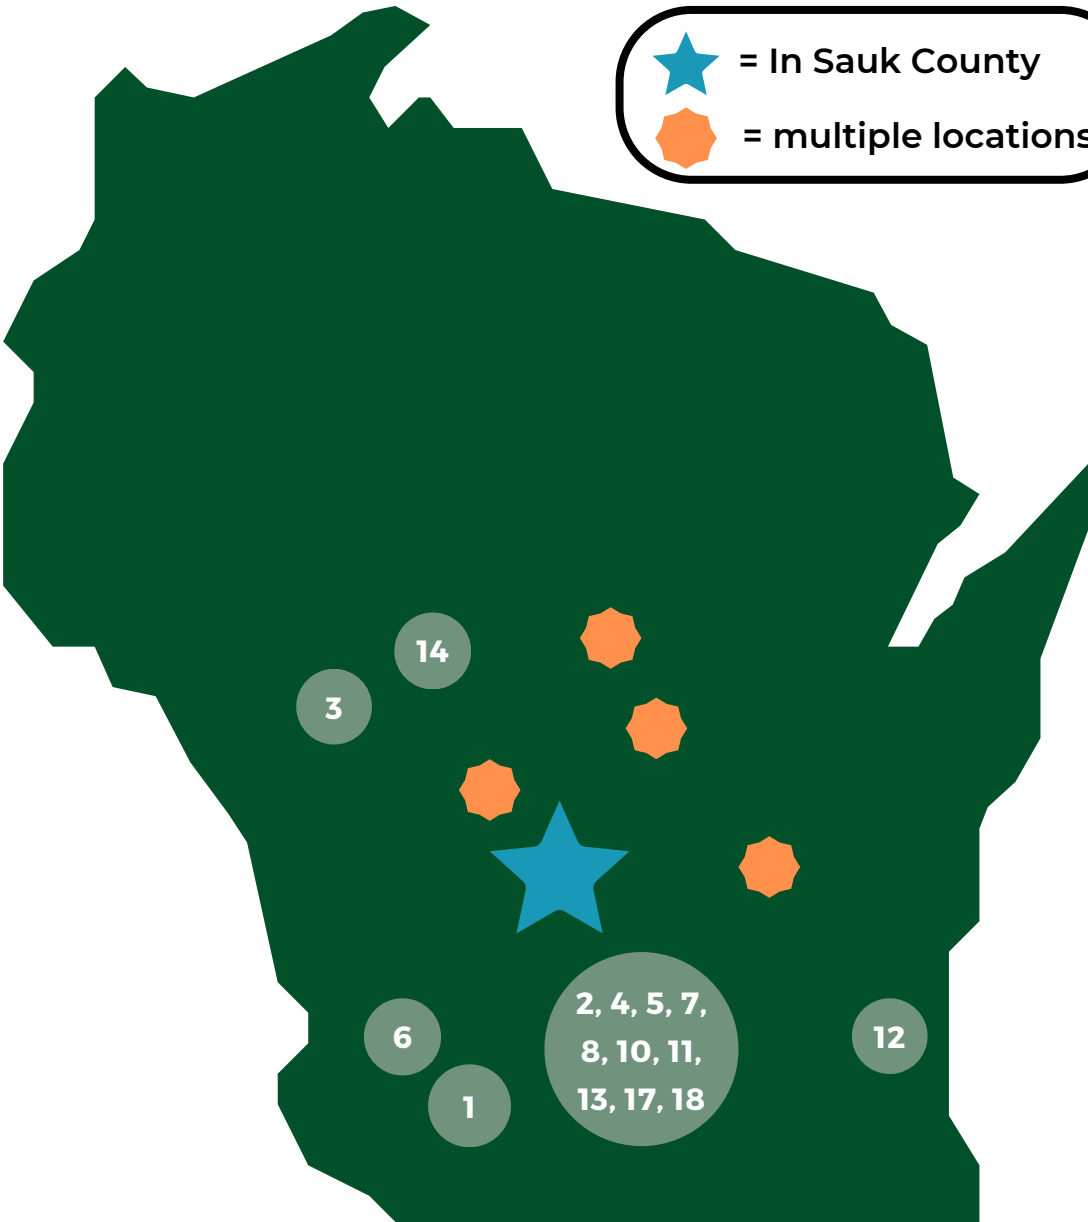 = In Sauk County
= multiple locations
14
3
2, 4, 5, 7,
8, 10, 11,
13, 17, 18
6
12
1